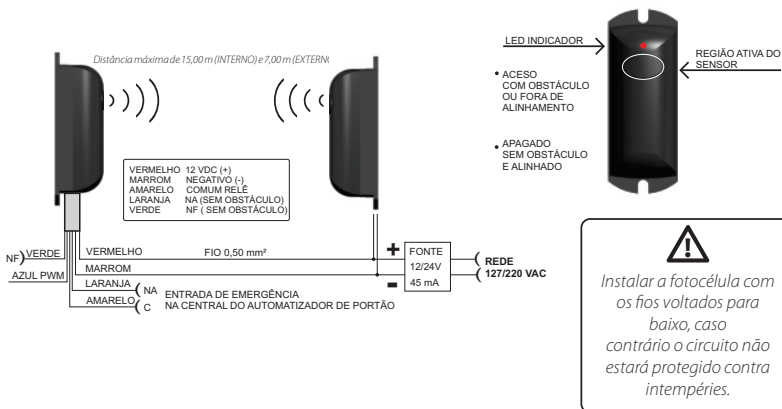 Distância máxima de 15,00 m (INTERNO) e 7,00 m (EXTERN
LED INDICADOR
REGIÃO ATIVA DO
SENSOR
• ACESO
COM OBSTÁCULO
OU FORA DE
ALINHAMENTO
• APAGADO
SEM OBSTÁCULO
E ALINHADO
VERMELHO 12 VDC (+)
MARROM NEGATIVO (-)
AMARELO COMUM RELÊ
LARANJA NA (SEM OBSTÁCULO)
VERDE NF ( SEM OBSTÁCULO)
NF) VERDE
AZUL PWM
VERMELHO FIO 0,50 mm²
MARROM
LARANJA ( NA
AMARELO ( C
ENTRADA DE EMERGÊNCIA
NA CENTRAL DO AUTOMATIZADOR DE PORTÃO
+
-
FONTE
12/24V
45 mA
REDE
127/220 VAC
Instalar a fotocélula com
os fios voltados para
baixo, caso
contrário o circuito não
estará protegido contra
intempéries.